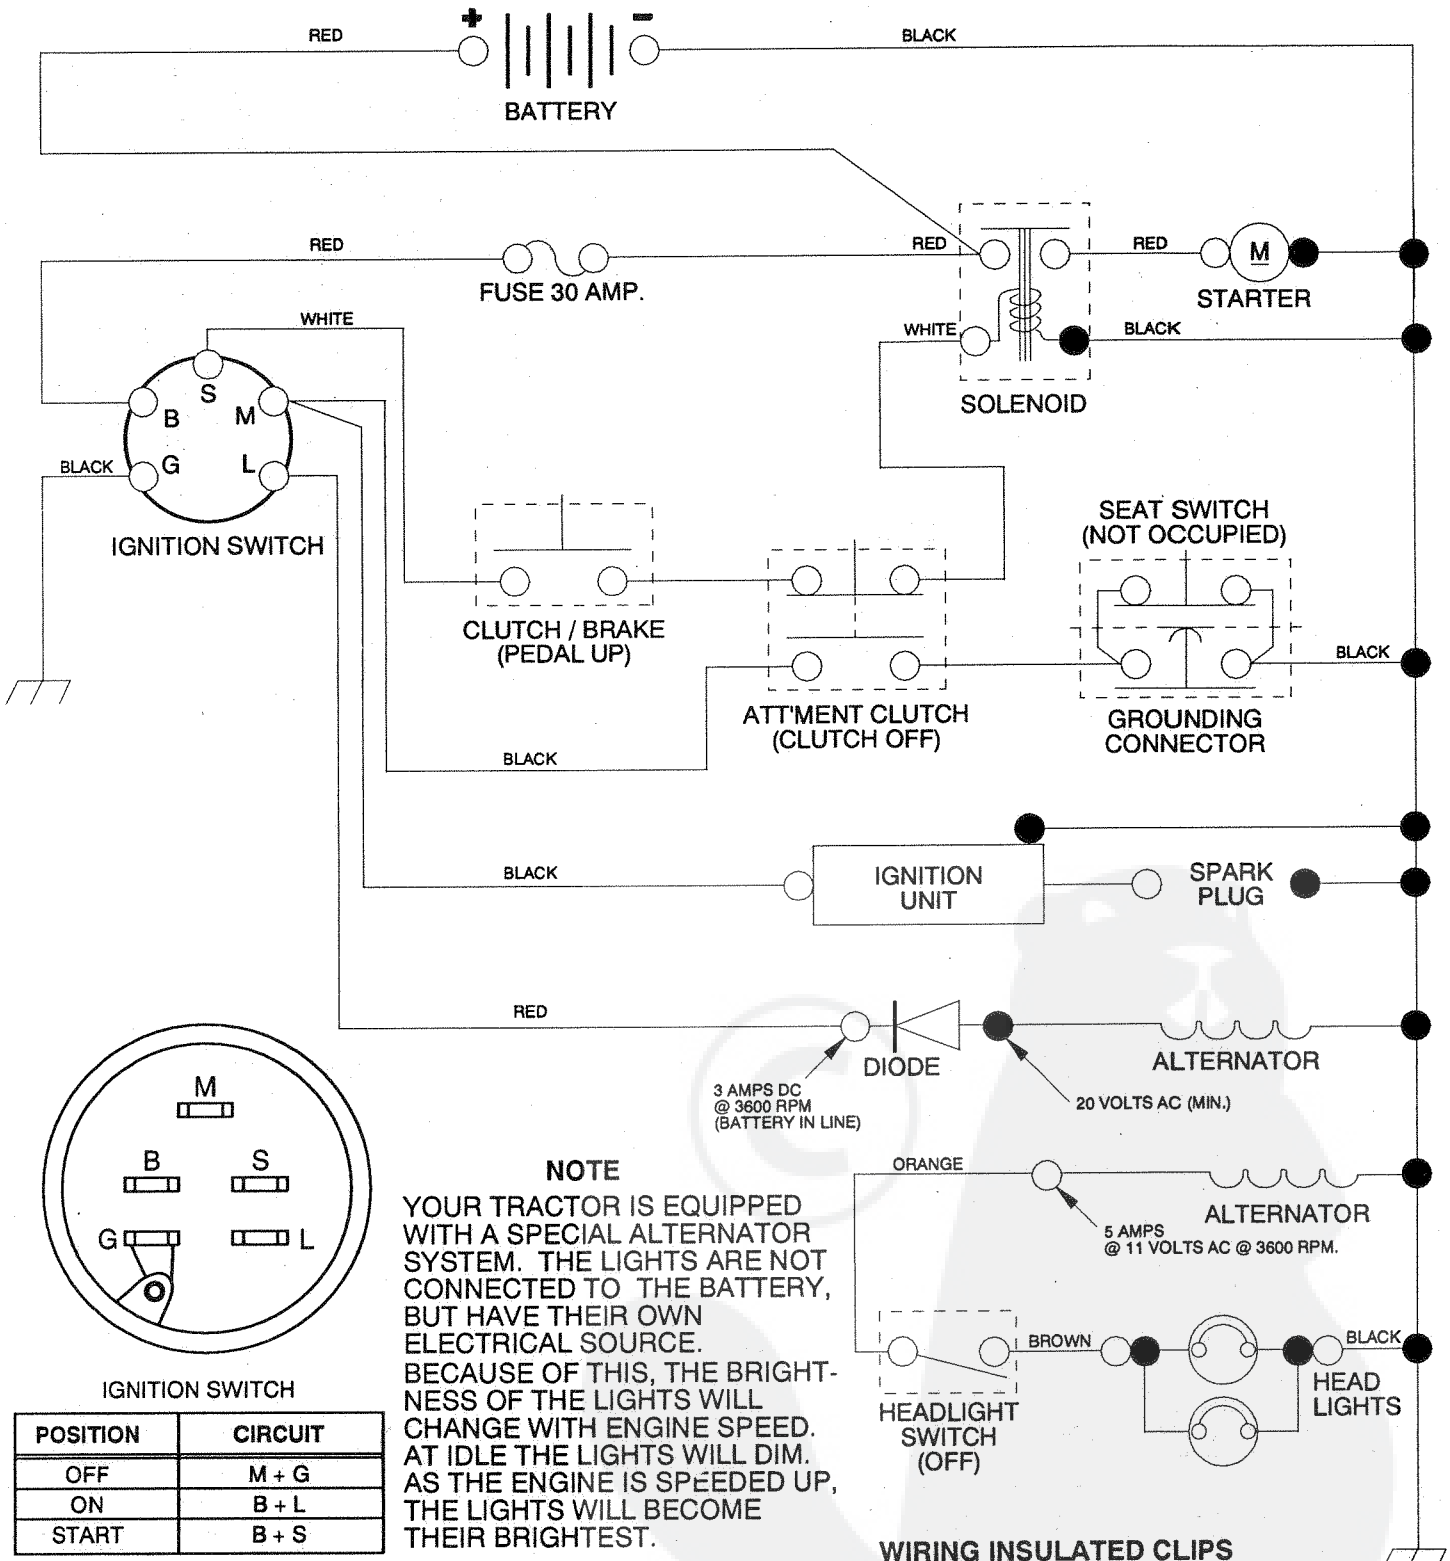 + -
RED
BLACK
BATTERY
RED
RED
RED
M
FUSE 30 AMP.
STARTER
WHITE
WHITE
BLACK
S
B
M
SOLENOID
BLACK
G
L
IGNITION SWITCH
SEAT SWITCH
(NOT OCCUPIED)
CLUTCH / BRAKE
(PEDAL UP)
BLACK
ATT'MENT CLUTCH
(CLUTCH OFF)
GROUNDING
CONNECTOR
BLACK
BLACK
IGNITION
UNIT
SPARK
PLUG
RED
DIODE
ALTERNATOR
3 AMPS DC
@ 3600 RPM
(BATTERY IN LINE)
20 VOLTS AC (MIN.)
ORANGE
ALTERNATOR
5 AMPS
@ 11 VOLTS AC @ 3600 RPM.
M
B
S
G
L
IGNITION SWITCH
POSITION CIRCUIT
OFF M + G
ON B + L
START B + S
NOTE
YOUR TRACTOR IS EQUIPPED
WITH A SPECIAL ALTERNATOR
SYSTEM. THE LIGHTS ARE NOT
CONNECTED TO THE BATTERY,
BUT HAVE THEIR OWN
ELECTRICAL SOURCE.
BECAUSE OF THIS, THE BRIGHT-
NESS OF THE LIGHTS WILL
CHANGE WITH ENGINE SPEED.
AT IDLE THE LIGHTS WILL DIM.
AS THE ENGINE IS SPEEDED UP,
THE LIGHTS WILL BECOME
THEIR BRIGHTEST.
BROWN
BLACK
HEAD
LIGHTS
HEADLIGHT
SWITCH
(OFF)
WIRING INSULATED CLIPS
©